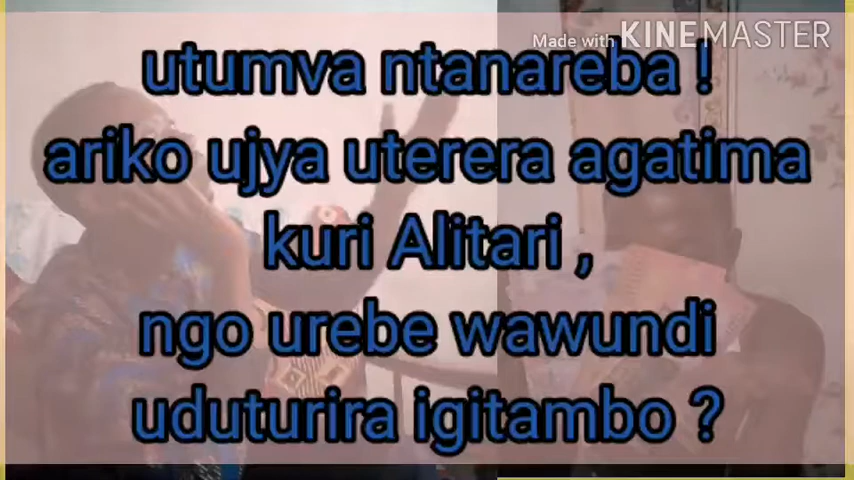 Made with KINEMASTER
utumva ntanareba !
ariko ujya uterera agatima
kuri Alitari ,
ngo urebe wawundi
uduturira igitambo ?